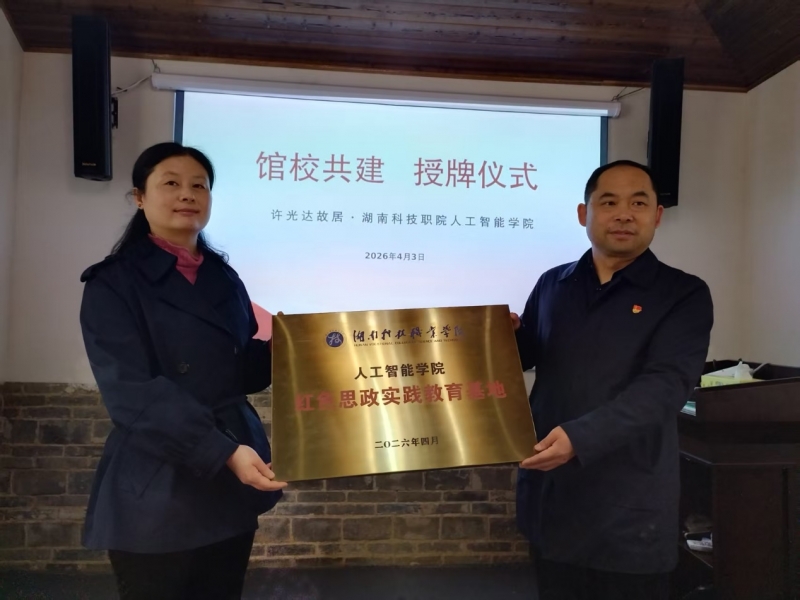 馆校共建 授牌仪式
许光达故居·湖南科技职院人工智能学院
2026年4月3日
湖南科技职业学院
人工智能学院
红色思政实践教育基地
二〇二六年四月